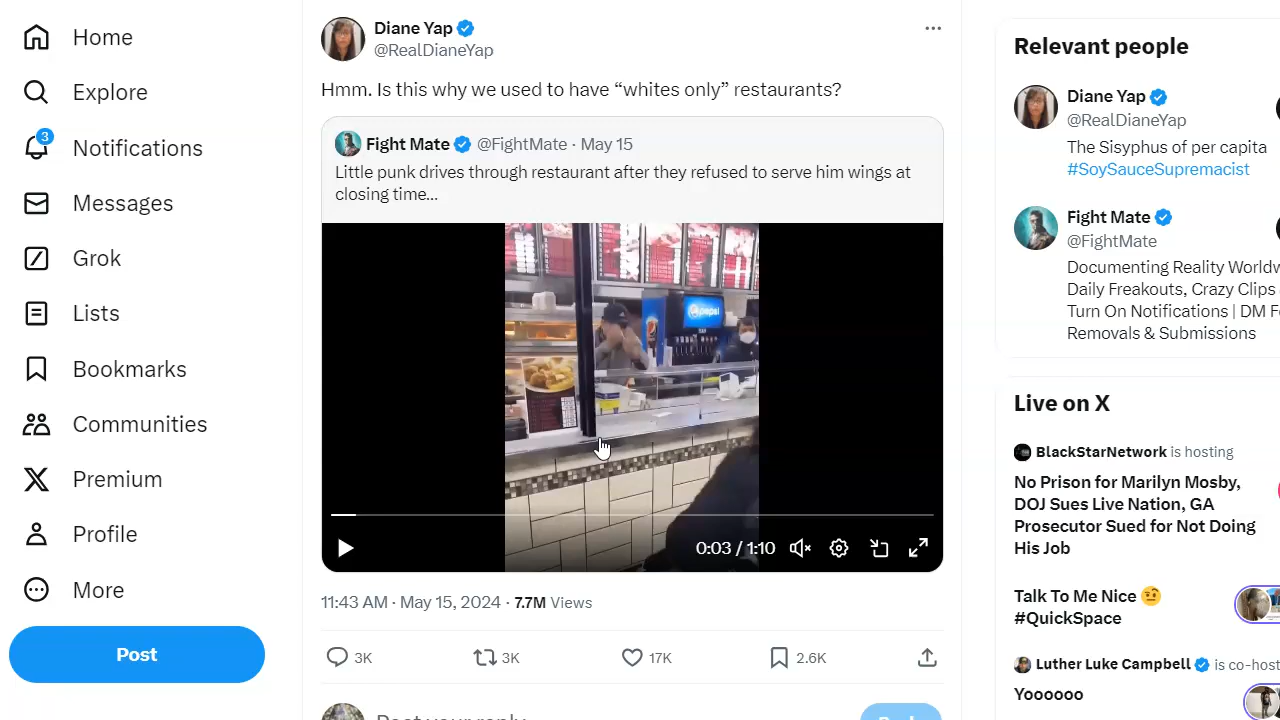 Home
Explore
3
Notifications
Messages
Grok
Lists
Bookmarks
Communities
Premium
Profile
More
Post
Diane Yap
@RealDianeYap
Hmm. Is this why we used to have “whites only” restaurants?
Fight Mate @FightMate · May 15
Little punk drives through restaurant after they refused to serve him wings at
closing time...
pepsi
0:03 / 1:10
11:43 AM · May 15, 2024 · 7.7M Views
3K
3K
17K
2.6K
Post your reply
Reply
Relevant people
Diane Yap
@RealDianeYap
The Sisyphus of per capita
#SoySauceSupremacist
Fight Mate
@FightMate
Documenting Reality Worldw
Daily Freakouts, Crazy Clips
Turn On Notifications | DM F
Removals & Submissions
Live on X
BlackStarNetwork is hosting
No Prison for Marilyn Mosby,
DOJ Sues Live Nation, GA
Prosecutor Sued for Not Doing
His Job
Talk To Me Nice 🤨
#QuickSpace
Luther Luke Campbell is co-host
Yoooooo